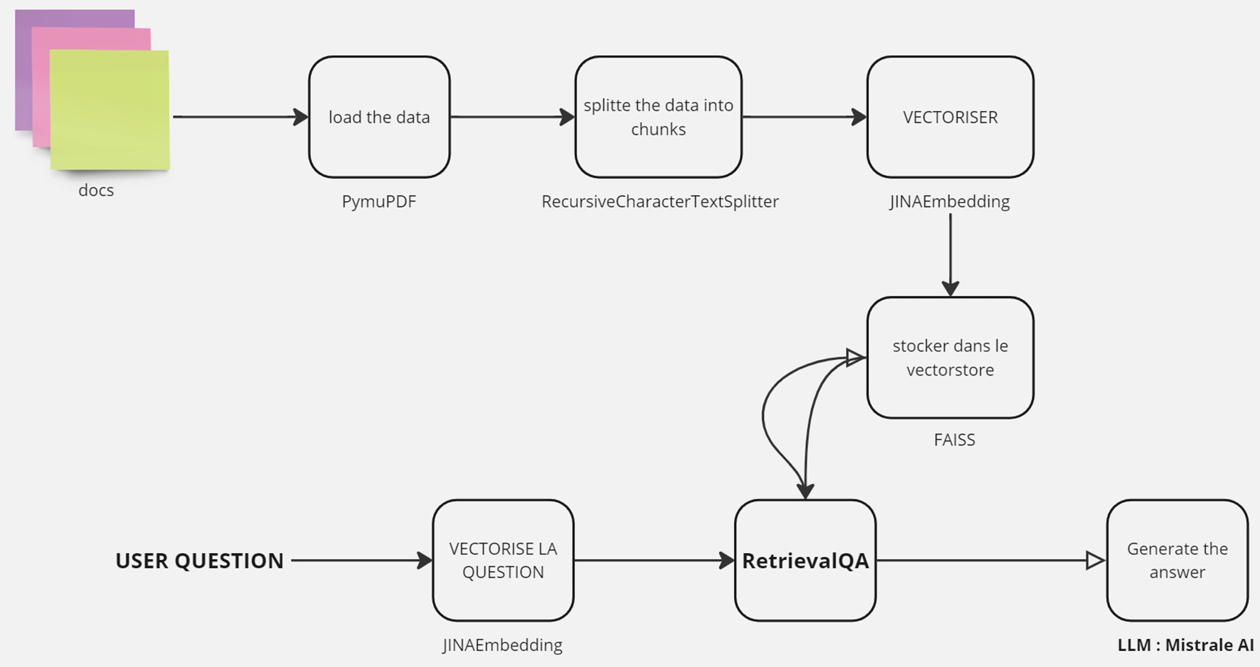 docs
load the data
PymuPDF
splitte the data into
chunks
RecursiveCharacterTextSplitter
VECTORISER
JINAEmbedding
stocker dans le
vectorstore
FAISS
USER QUESTION
VECTORISE LA
QUESTION
JINAEmbedding
RetrievalQA
Generate the
answer
LLM : Mistrale AI